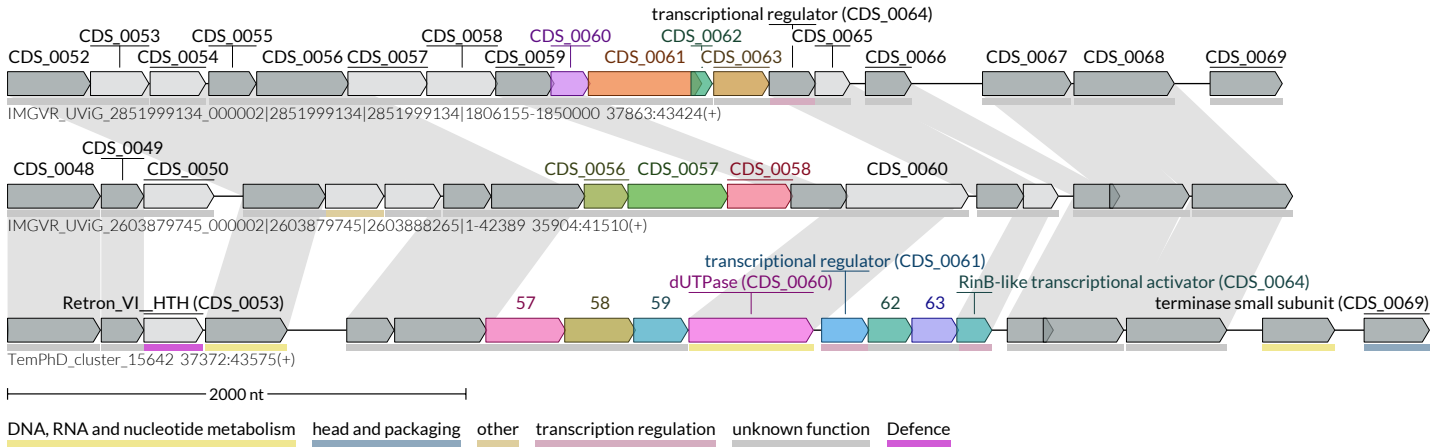 transcriptional regulator (CDS_0064)
CDS_0053 CDS_0055 CDS_0058 CDS_0060 CDS_0062 CDS_0065
CDS_0052 CDS_0054 CDS_0056 CDS_0057 CDS_0059 CDS_0061 CDS_0063 CDS_0066 CDS_0067 CDS_0068 CDS_0069
IMGVR_UViG_2851999134_000002|2851999134|2851999134|1806155-1850000 37863:43424(+)
CDS_0049
CDS_0048 CDS_0050 CDS_0056 CDS_0057 CDS_0058 CDS_0060
IMGVR_UViG_2603879745_000002|2603879745|2603888265|1-42389 35904:41510(+)
transcriptional regulator (CDS_0061)
dUTPase (CDS_0060) RinB-like transcriptional activator (CDS_0064)
Retron_VI__HTH (CDS_0053) 57 58 59 62 63 terminase small subunit (CDS_0069)
TemPhD_cluster_15642 37372:43575(+)
2000 nt
DNA, RNA and nucleotide metabolism head and packaging other transcription regulation unknown function Defence